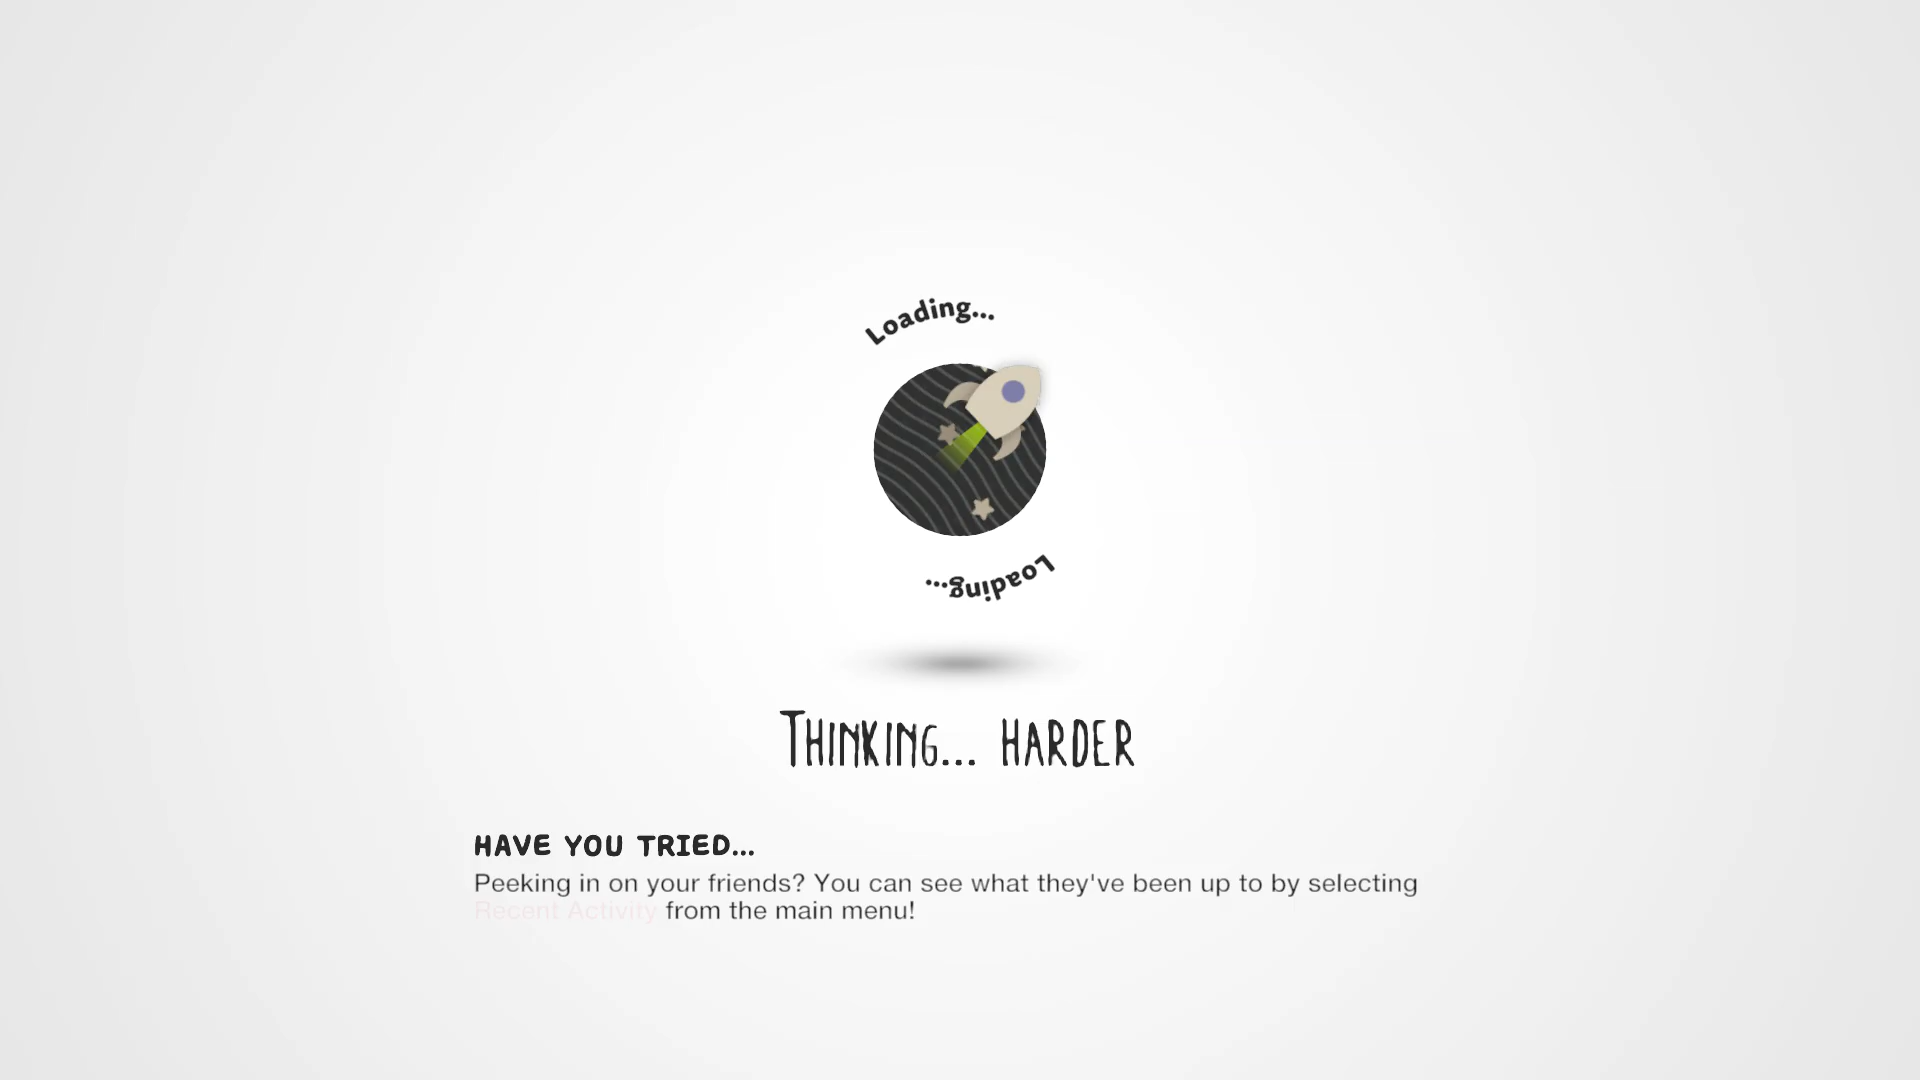 Loading...
Loading...
Thinking... harder
HAVE YOU TRIED...
Peeking in on your friends? You can see what they've been up to by selecting
Recent Activity from the main menu!